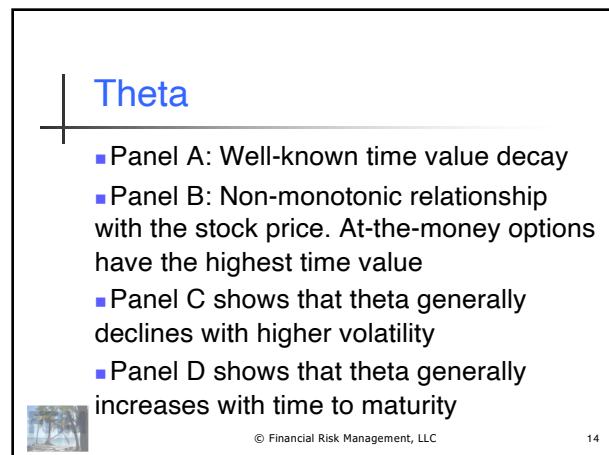 Theta
▪Panel A: Well-known time value decay
▪Panel B: Non-monotonic relationship
with the stock price. At-the-money options
have the highest time value
▪Panel C shows that theta generally
declines with higher volatility
▪Panel D shows that theta generally
increases with time to maturity
© Financial Risk Management, LLC 14